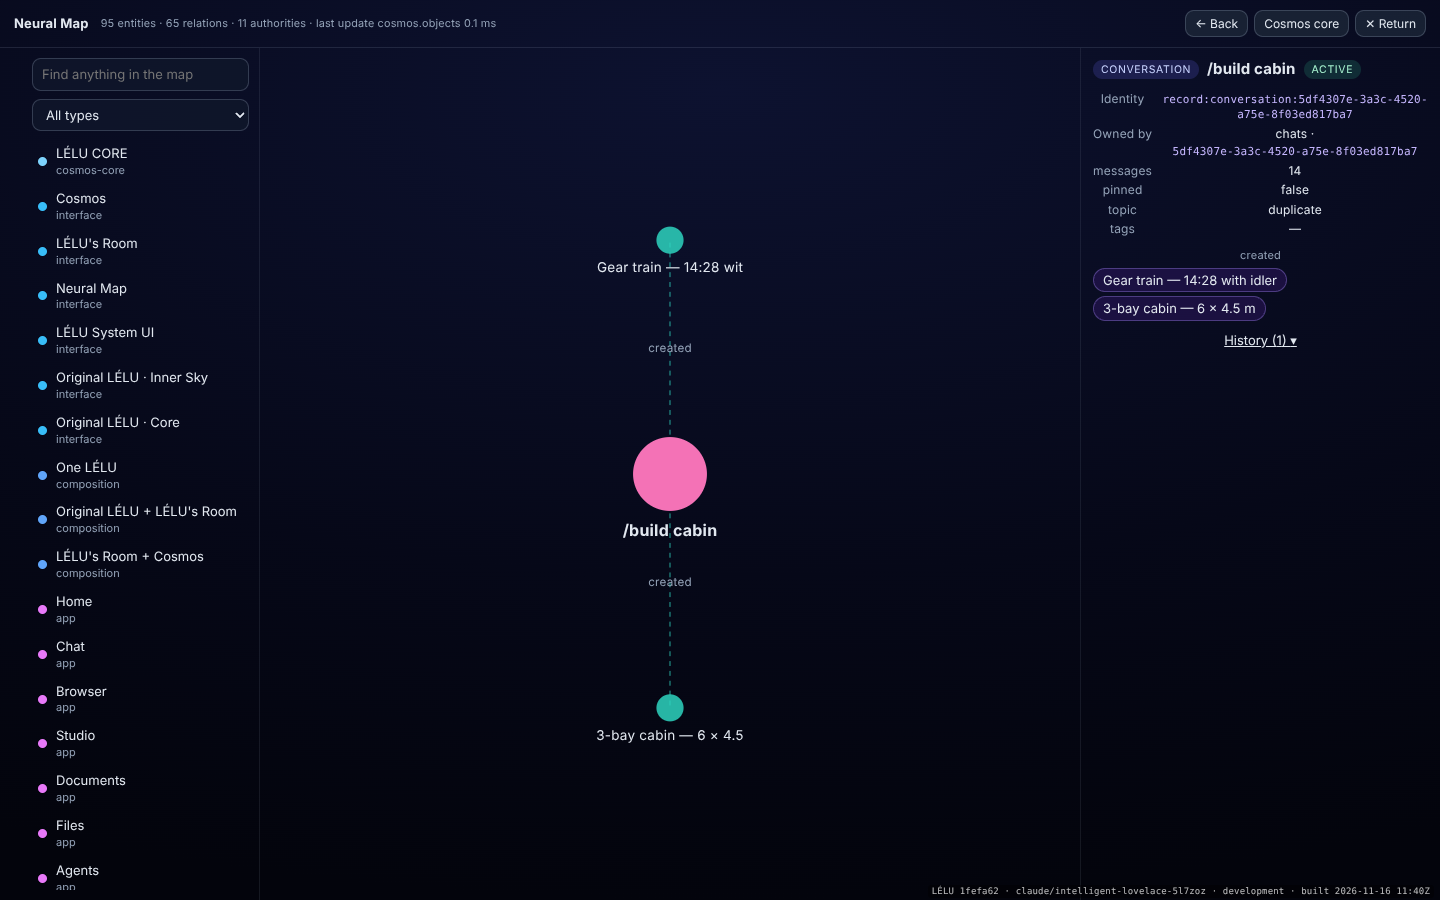 Neural Map 95 entities · 65 relations · 11 authorities · last update cosmos.objects 0.1 ms
← Back Cosmos core ✕ Return
Find anything in the map
All types
LÉLU CORE
cosmos-core
Cosmos
interface
LÉLU's Room
interface
Neural Map
interface
LÉLU System UI
interface
Original LÉLU · Inner Sky
interface
Original LÉLU · Core
interface
One LÉLU
composition
Original LÉLU + LÉLU's Room
composition
LÉLU's Room + Cosmos
composition
Home
app
Chat
app
Browser
app
Studio
app
Documents
app
Files
app
Agents
app
Gear train — 14:28 wit
created
/build cabin
created
3-bay cabin — 6 × 4.5
CONVERSATION /build cabin ACTIVE
Identity record:conversation:5df4307e-3a3c-4520-
a75e-8f03ed817ba7
Owned by chats ·
5df4307e-3a3c-4520-a75e-8f03ed817ba7
messages 14
pinned false
topic duplicate
tags —
created
Gear train — 14:28 with idler
3-bay cabin — 6 × 4.5 m
History (1) ▾
LÉLU 1fefa62 · claude/intelligent-lovelace-5l7zoz · development · built 2026-11-16 11:40Z